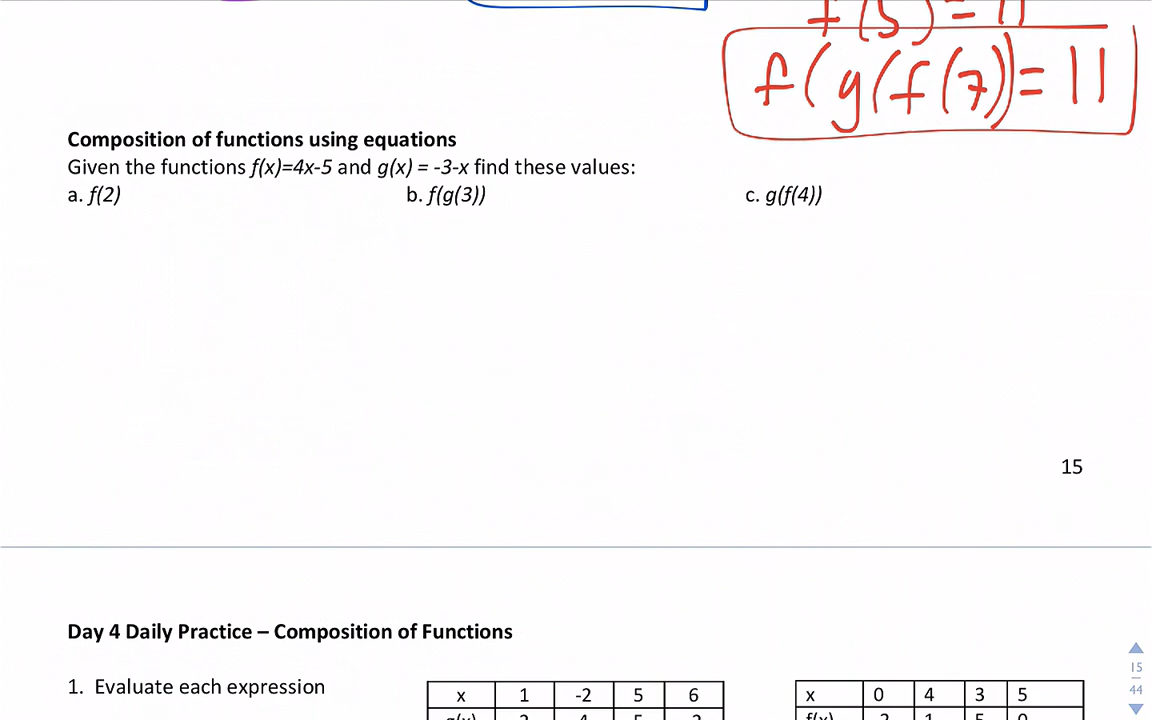 f(5) = 11
f(g(f(7)) = 11
Composition of functions using equations
Given the functions f(x)=4x-5 and g(x) = -3-x find these values:
a. f(2) b. f(g(3)) c. g(f(4))
15
Day 4 Daily Practice – Composition of Functions
1. Evaluate each expression
x 1 -2 5 6
x 0 4 3 5
15
44